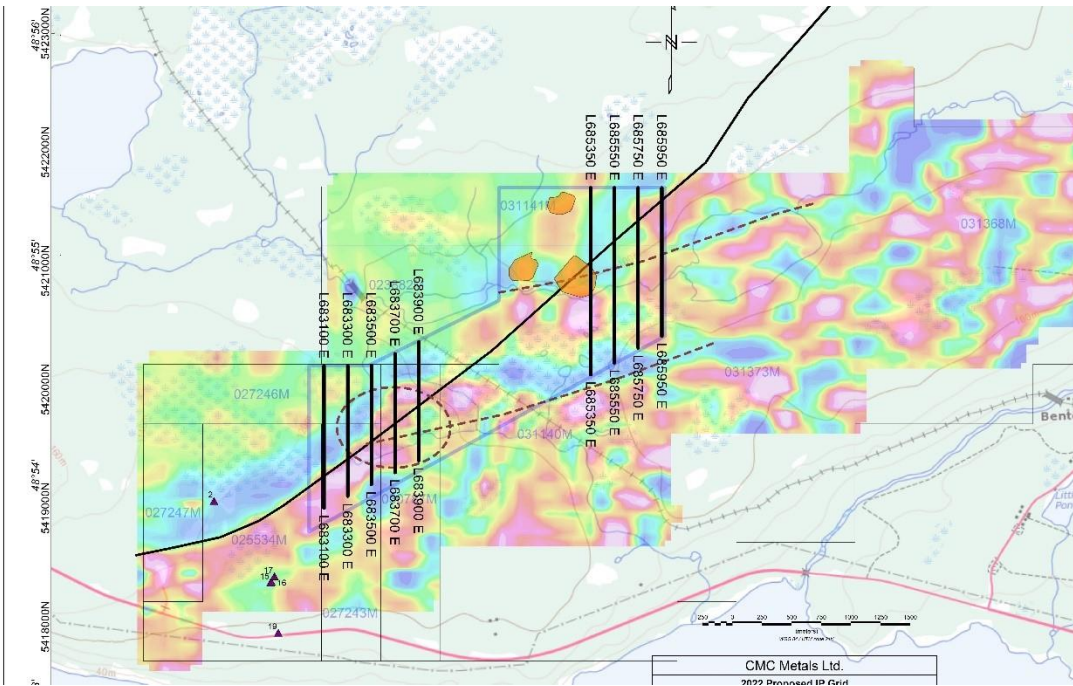 48°56'
5423000N
5422000N
48°55'
5421000N
5420000N
48°54'
5419000N
5418000N
L685350 E
L685550 E
L685750 E
L685950 E
031368M
L683100 E
L683300 E
L683500 E
L683700 E
L683900 E
L685350 E
L685550 E
L685750 E
L685950 E
031373M
027246M
031140M
Bento
2
027247M
025534M
L683100 E
L683300 E
L683500 E
L683700 E
L683900 E
17
15
16
027243M
19
40m
250 0 250 500 750 1000 1250 1500
(meters)
CMC Metals Ltd.
2022 Proposed IP Grid